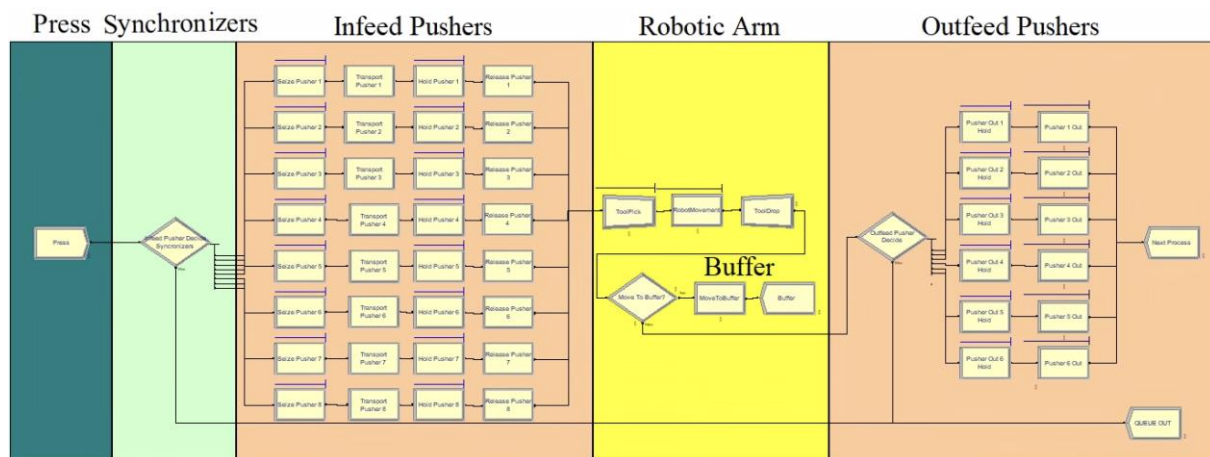 Press
Synchronizers
Infeed Pushers
Robotic Arm
Outfeed Pushers
Seize Pusher 1
Transport
Pusher 1
Hold Pusher 1
Release Pusher
1
Seize Pusher 2
Transport
Pusher 2
Hold Pusher 2
Release Pusher
2
Seize Pusher 3
Transport
Pusher 3
Hold Pusher 3
Release Pusher
3
Seize Pusher 4
Transport
Pusher 4
Hold Pusher 4
Release Pusher
4
Seize Pusher 5
Transport
Pusher 5
Hold Pusher 5
Release Pusher
5
Seize Pusher 6
Transport
Pusher 6
Hold Pusher 6
Release Pusher
6
Seize Pusher 7
Transport
Pusher 7
Hold Pusher 7
Release Pusher
7
Seize Pusher 8
Transport
Pusher 8
Hold Pusher 8
Release Pusher
8
Press
Infeed Pusher Decide
Synchronizers
False
ToolPick
RobotMovement
ToolDrop
Buffer
Move To Buffer?
True
False
MoveToBuffer
Buffer
Outfeed Pusher
Decide
False
Pusher Out 1
Hold
Pusher 1 Out
Pusher Out 2
Hold
Pusher 2 Out
Pusher Out 3
Hold
Pusher 3 Out
Pusher Out 4
Hold
Pusher 4 Out
Pusher Out 5
Hold
Pusher 5 Out
Pusher Out 6
Hold
Pusher 6 Out
Next Process
QUEUE OUT